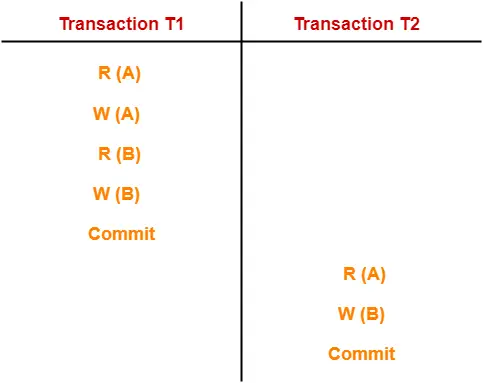 Transaction T1 Transaction T2
R (A)
W (A)
R (B)
W (B)
Commit
R (A)
W (B)
Commit